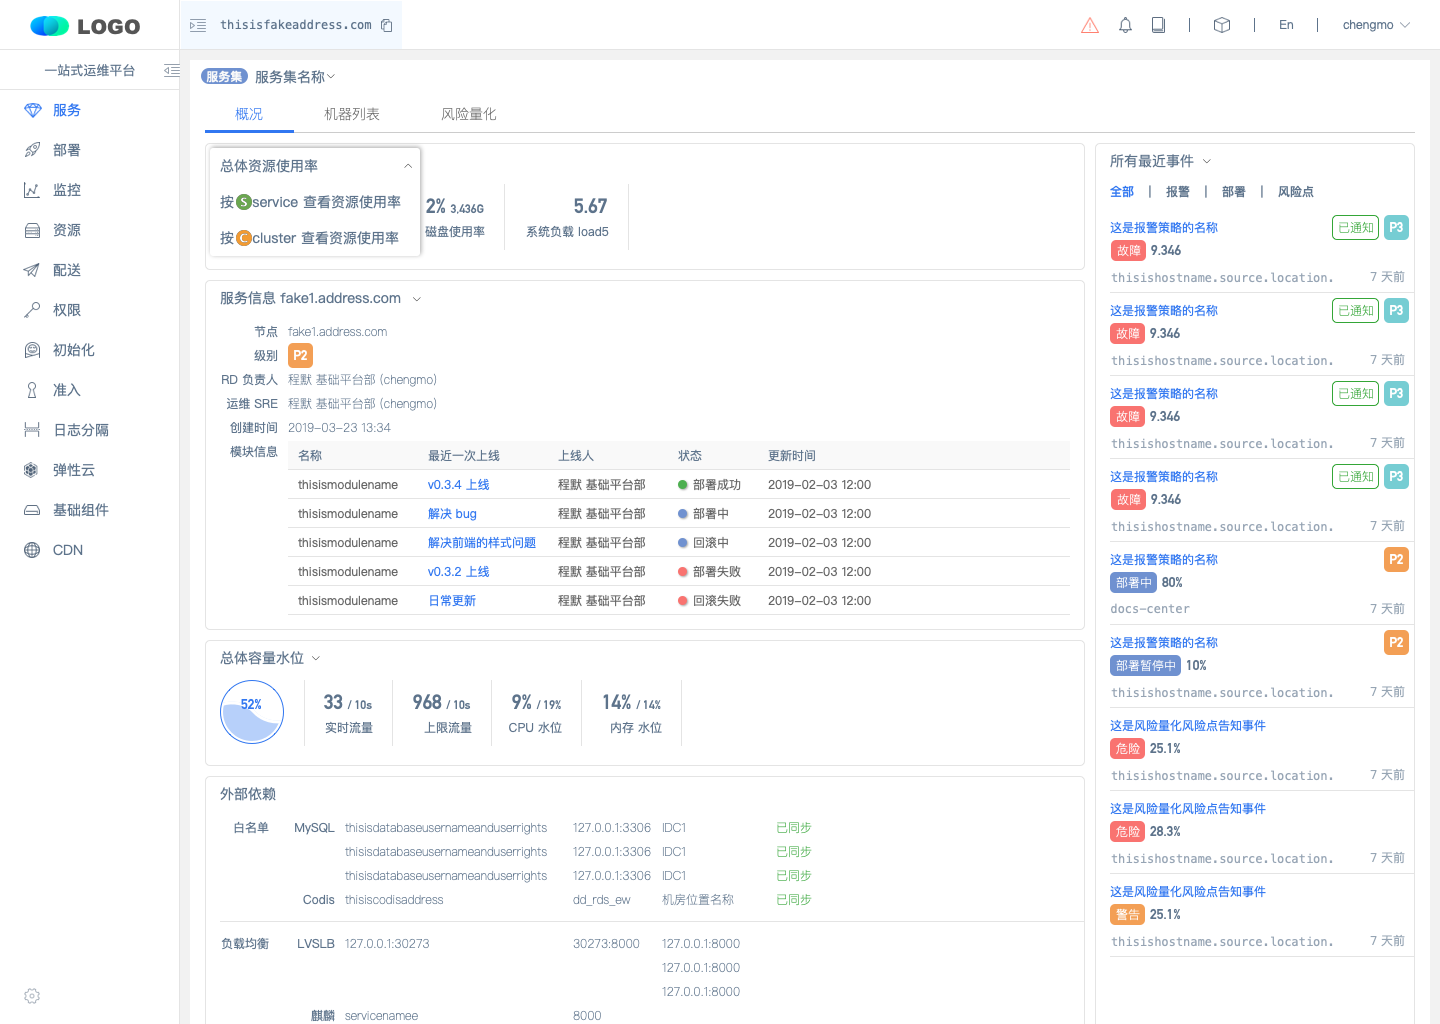 LOGO
thisisfakeaddress.com
En
chengmo
一站式运维平台
服务
部署
监控
资源
配送
权限
初始化
准入
日志分隔
弹性云
基础组件
CDN
服务集 服务集名称
概况 机器列表 风险量化
总体资源使用率
按 S service 查看资源使用率
按 C cluster 查看资源使用率
2% 3.436G
磁盘使用率
5.67
系统负载 load5
服务信息 fake1.address.com
节点 fake1.address.com
级别 P2
RD 负责人 程默 基础平台部 (chengmo)
运维 SRE 程默 基础平台部 (chengmo)
创建时间 2019-03-23 13:34
模块信息 名称 最近一次上线 上线人 状态 更新时间
thisismodulename v0.3.4 上线 程默 基础平台部 部署成功 2019-02-03 12:00
thisismodulename 解决 bug 程默 基础平台部 部署中 2019-02-03 12:00
thisismodulename 解决前端的样式问题 程默 基础平台部 回滚中 2019-02-03 12:00
thisismodulename v0.3.2 上线 程默 基础平台部 部署失败 2019-02-03 12:00
thisismodulename 日常更新 程默 基础平台部 回滚失败 2019-02-03 12:00
总体容量水位
52%
33 / 10s
实时流量
968 / 10s
上限流量
9% / 19%
CPU 水位
14% / 14%
内存 水位
外部依赖
白名单 MySQL thisisdatabaseusernameanduserrights 127.0.0.1:3306 IDC1 已同步
thisisdatabaseusernameanduserrights 127.0.0.1:3306 IDC1 已同步
thisisdatabaseusernameanduserrights 127.0.0.1:3306 IDC1 已同步
Codis thisiscodisaddress dd_rds_ew 机房位置名称 已同步
负载均衡 LVSLB 127.0.0.1:30273 30273:8000 127.0.0.1:8000
127.0.0.1:8000
127.0.0.1:8000
麒麟 servicenamee 8000
所有最近事件
全部 | 报警 | 部署 | 风险点
这是报警策略的名称 已通知 P3
故障 9.346
thisishostname.source.location. 7 天前
这是报警策略的名称 已通知 P3
故障 9.346
thisishostname.source.location. 7 天前
这是报警策略的名称 已通知 P3
故障 9.346
thisishostname.source.location. 7 天前
这是报警策略的名称 已通知 P3
故障 9.346
thisishostname.source.location. 7 天前
这是报警策略的名称 P2
部署中 80%
docs-center 7 天前
这是报警策略的名称 P2
部署暂停中 10%
thisishostname.source.location. 7 天前
这是风险量化风险点告知事件
危险 25.1%
thisishostname.source.location. 7 天前
这是风险量化风险点告知事件
危险 28.3%
thisishostname.source.location. 7 天前
这是风险量化风险点告知事件
警告 25.1%
thisishostname.source.location. 7 天前